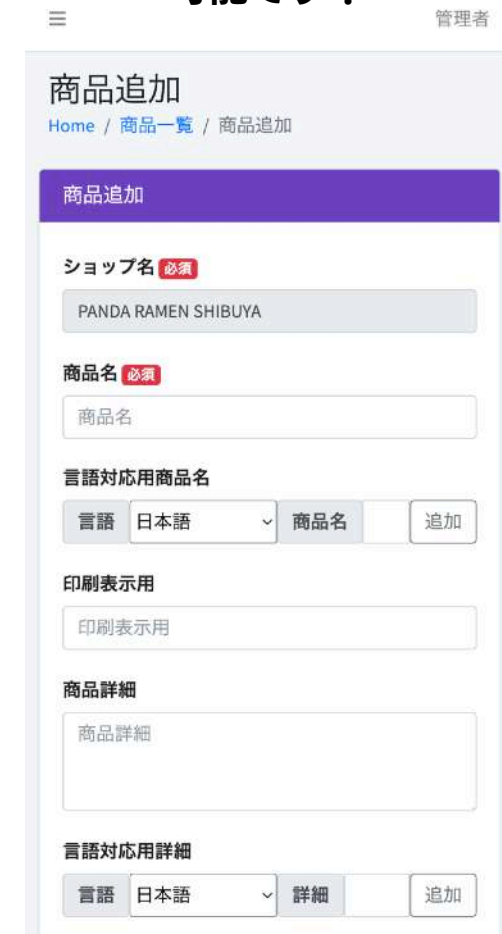 可能です！
管理者
商品追加
Home / 商品一覧 / 商品追加
商品追加
ショップ名 必須
PANDA RAMEN SHIBUYA
商品名 必須
商品名
言語対応用商品名
言語 日本語 商品名 追加
印刷表示用
印刷表示用
商品詳細
商品詳細
言語対応用詳細
言語 日本語 詳細 追加